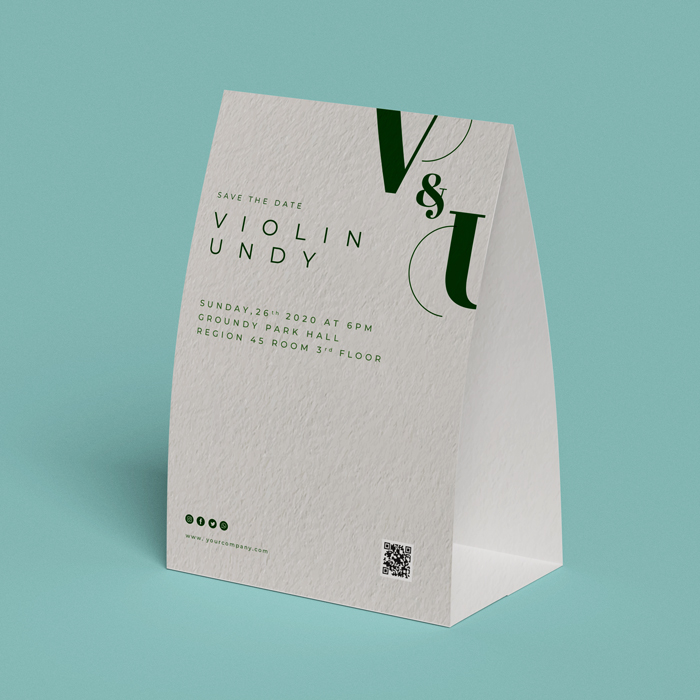 V
&
U
SAVE THE DATE
VIOLIN
UNDY
SUNDAY,26th 2020 AT 6PM
GROUNDY PARK HALL
REGION 45 ROOM 3rd FLOOR
www.yourcompany.com